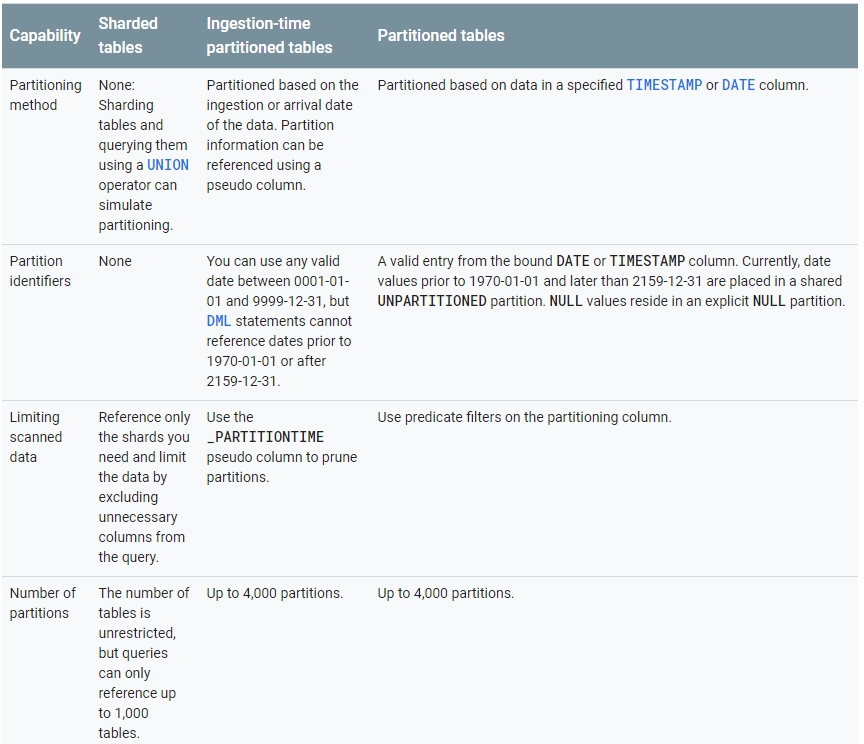 Capability
Sharded
tables
Ingestion-time
partitioned tables
Partitioned tables
Partitioning
method
None:
Sharding
tables and
querying them
using a UNION
operator can
simulate
partitioning.
Partitioned based on the
ingestion or arrival date
of the data. Partition
information can be
referenced using a
pseudo column.
Partitioned based on data in a specified TIMESTAMP or DATE column.
Partition
identifiers
None
You can use any valid
date between 0001-01-
01 and 9999-12-31, but
DML statements cannot
reference dates prior to
1970-01-01 or after
2159-12-31.
A valid entry from the bound DATE or TIMESTAMP column. Currently, date
values prior to 1970-01-01 and later than 2159-12-31 are placed in a shared
UNPARTITIONED partition. NULL values reside in an explicit NULL partition.
Limiting
scanned
data
Reference only
the shards you
need and limit
the data by
excluding
unnecessary
columns from
the query.
Use the
_PARTITIONTIME
pseudo column to prune
partitions.
Use predicate filters on the partitioning column.
Number of
partitions
The number of
tables is
unrestricted,
but queries
can only
reference up
to 1,000
tables.
Up to 4,000 partitions.
Up to 4,000 partitions.